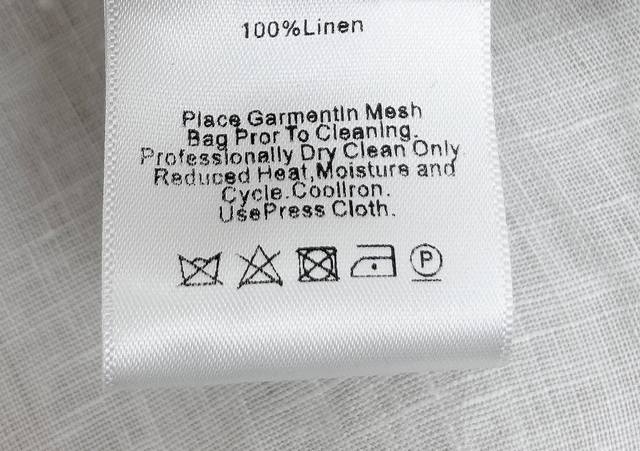 100%Linen
Place GarmentIn Mesh
Bag Pror To Cleaning.
Professionally Dry Clean Only
Reduced Heat,Moisture and
Cycle.CoolIron.
UsePress Cloth.
P